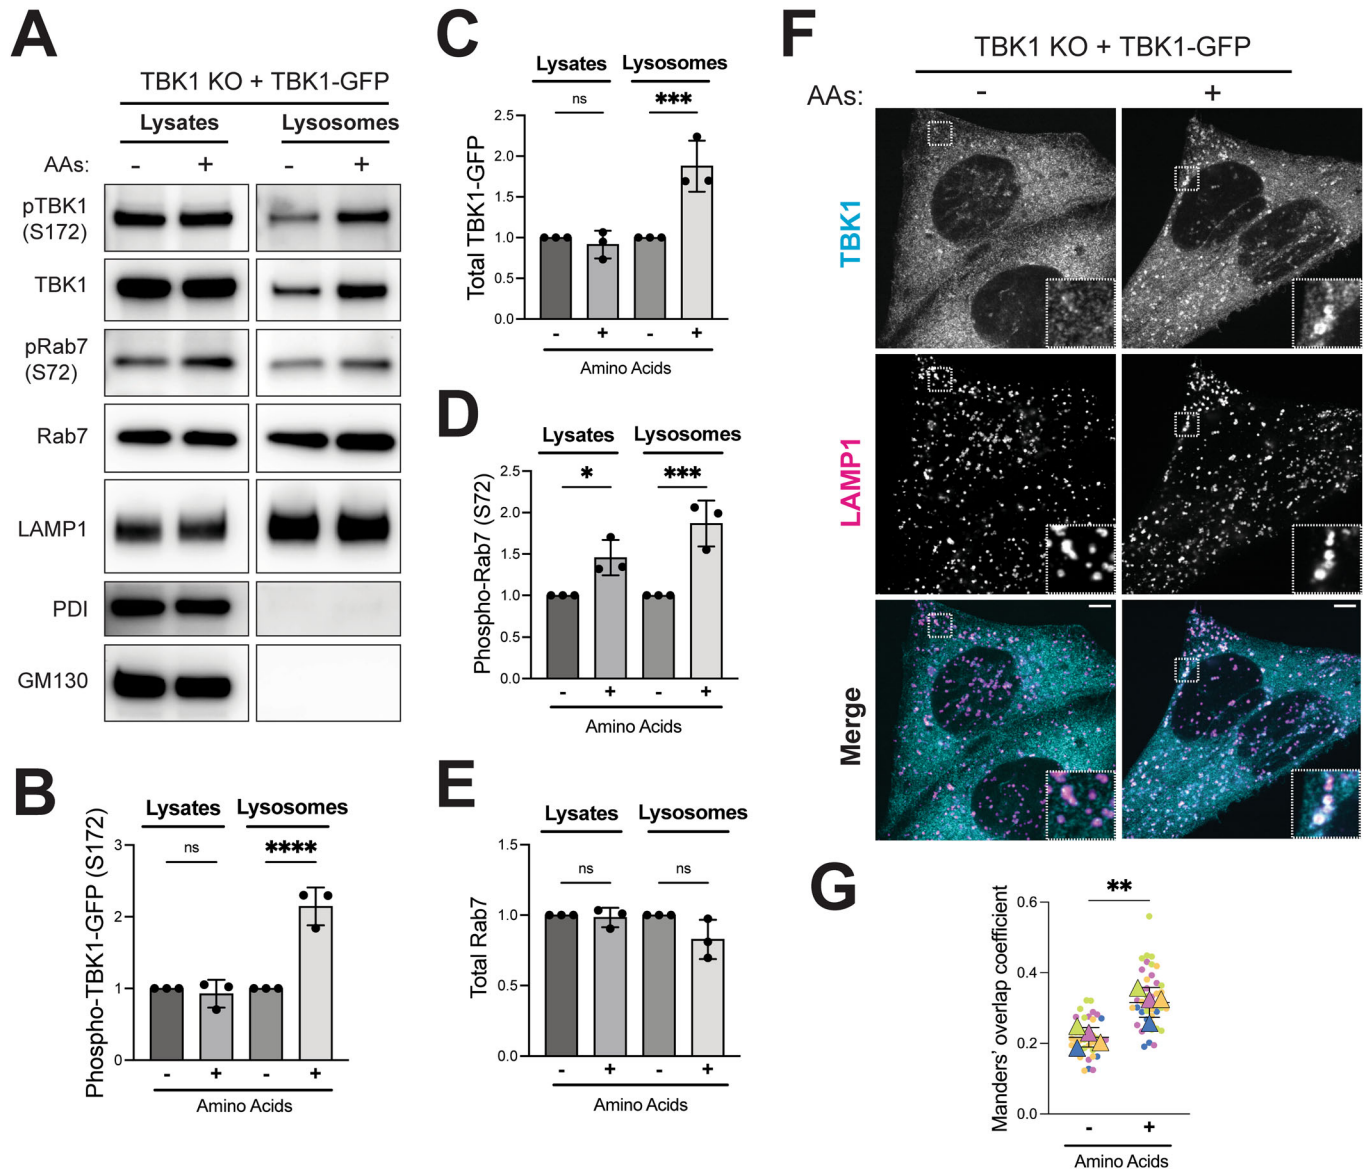 A
TBK1 KO + TBK1-GFP
Lysates Lysosomes
AAs: - + - +
pTBK1
(S172)
TBK1
pRab7
(S72)
Rab7
LAMP1
PDI
GM130
B
Phospho-TBK1-GFP (S172)
Lysates Lysosomes
ns ****
3
2
1
0
- + - +
Amino Acids
C
Total TBK1-GFP
Lysates Lysosomes
ns ***
2.5
2.0
1.5
1.0
0.5
0.0
- + - +
Amino Acids
D
Phospho-Rab7 (S72)
Lysates Lysosomes
* ***
2.5
2.0
1.5
1.0
0.5
0.0
- + - +
Amino Acids
E
Total Rab7
Lysates Lysosomes
ns ns
1.5
1.0
0.5
0.0
- + - +
Amino Acids
F
TBK1 KO + TBK1-GFP
AAs: - +
TBK1
LAMP1
Merge
G
Manders' overlap coefficient
**
0.6
0.4
0.2
0.0
- +
Amino Acids